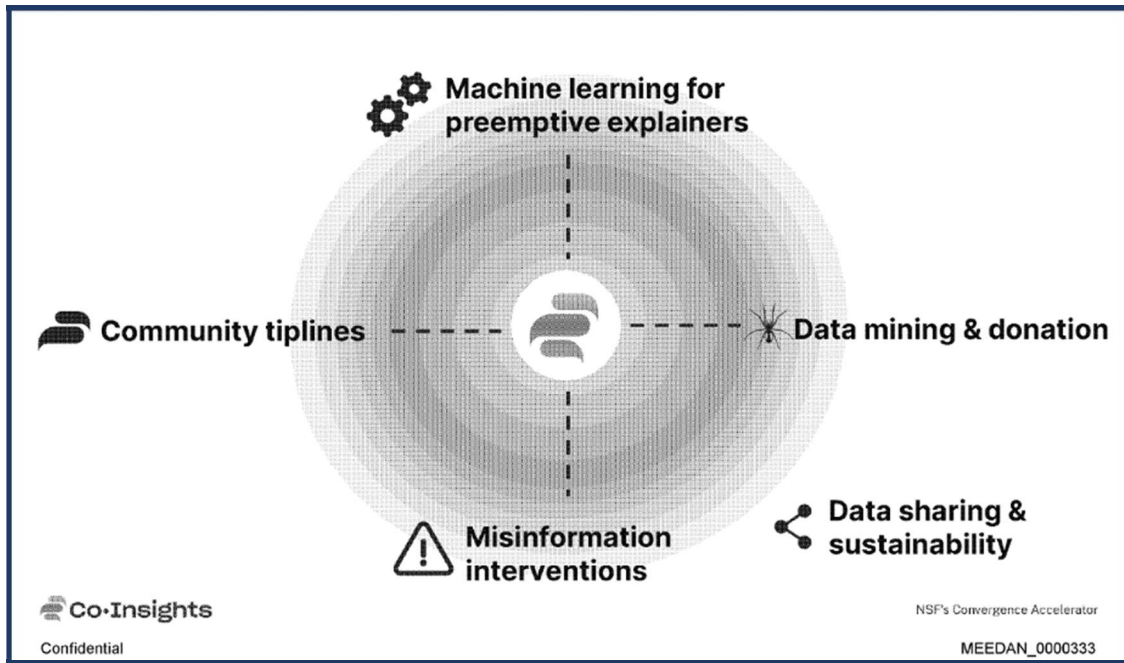 Machine learning for
preemptive explainers
Community tiplines
Data mining & donation
Misinformation
interventions
Data sharing &
sustainability
Co·Insights
NSF's Convergence Accelerator
Confidential
MEEDAN_0000333